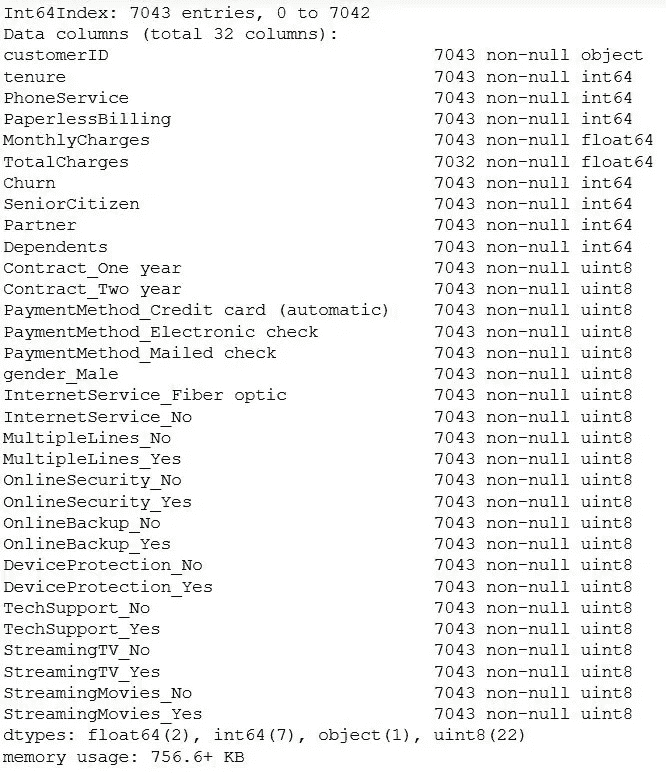 Int64Index: 7043 entries, 0 to 7042
Data columns (total 32 columns):
customerID 7043 non-null object
tenure 7043 non-null int64
PhoneService 7043 non-null int64
PaperlessBilling 7043 non-null int64
MonthlyCharges 7043 non-null float64
TotalCharges 7032 non-null float64
Churn 7043 non-null int64
SeniorCitizen 7043 non-null int64
Partner 7043 non-null int64
Dependents 7043 non-null int64
Contract_One year 7043 non-null uint8
Contract_Two year 7043 non-null uint8
PaymentMethod_Credit card (automatic) 7043 non-null uint8
PaymentMethod_Electronic check 7043 non-null uint8
PaymentMethod_Mailed check 7043 non-null uint8
gender_Male 7043 non-null uint8
InternetService_Fiber optic 7043 non-null uint8
InternetService_No 7043 non-null uint8
MultipleLines_No 7043 non-null uint8
MultipleLines_Yes 7043 non-null uint8
OnlineSecurity_No 7043 non-null uint8
OnlineSecurity_Yes 7043 non-null uint8
OnlineBackup_No 7043 non-null uint8
OnlineBackup_Yes 7043 non-null uint8
DeviceProtection_No 7043 non-null uint8
DeviceProtection_Yes 7043 non-null uint8
TechSupport_No 7043 non-null uint8
TechSupport_Yes 7043 non-null uint8
StreamingTV_No 7043 non-null uint8
StreamingTV_Yes 7043 non-null uint8
StreamingMovies_No 7043 non-null uint8
StreamingMovies_Yes 7043 non-null uint8
dtypes: float64(2), int64(7), object(1), uint8(22)
memory usage: 756.6+ KB